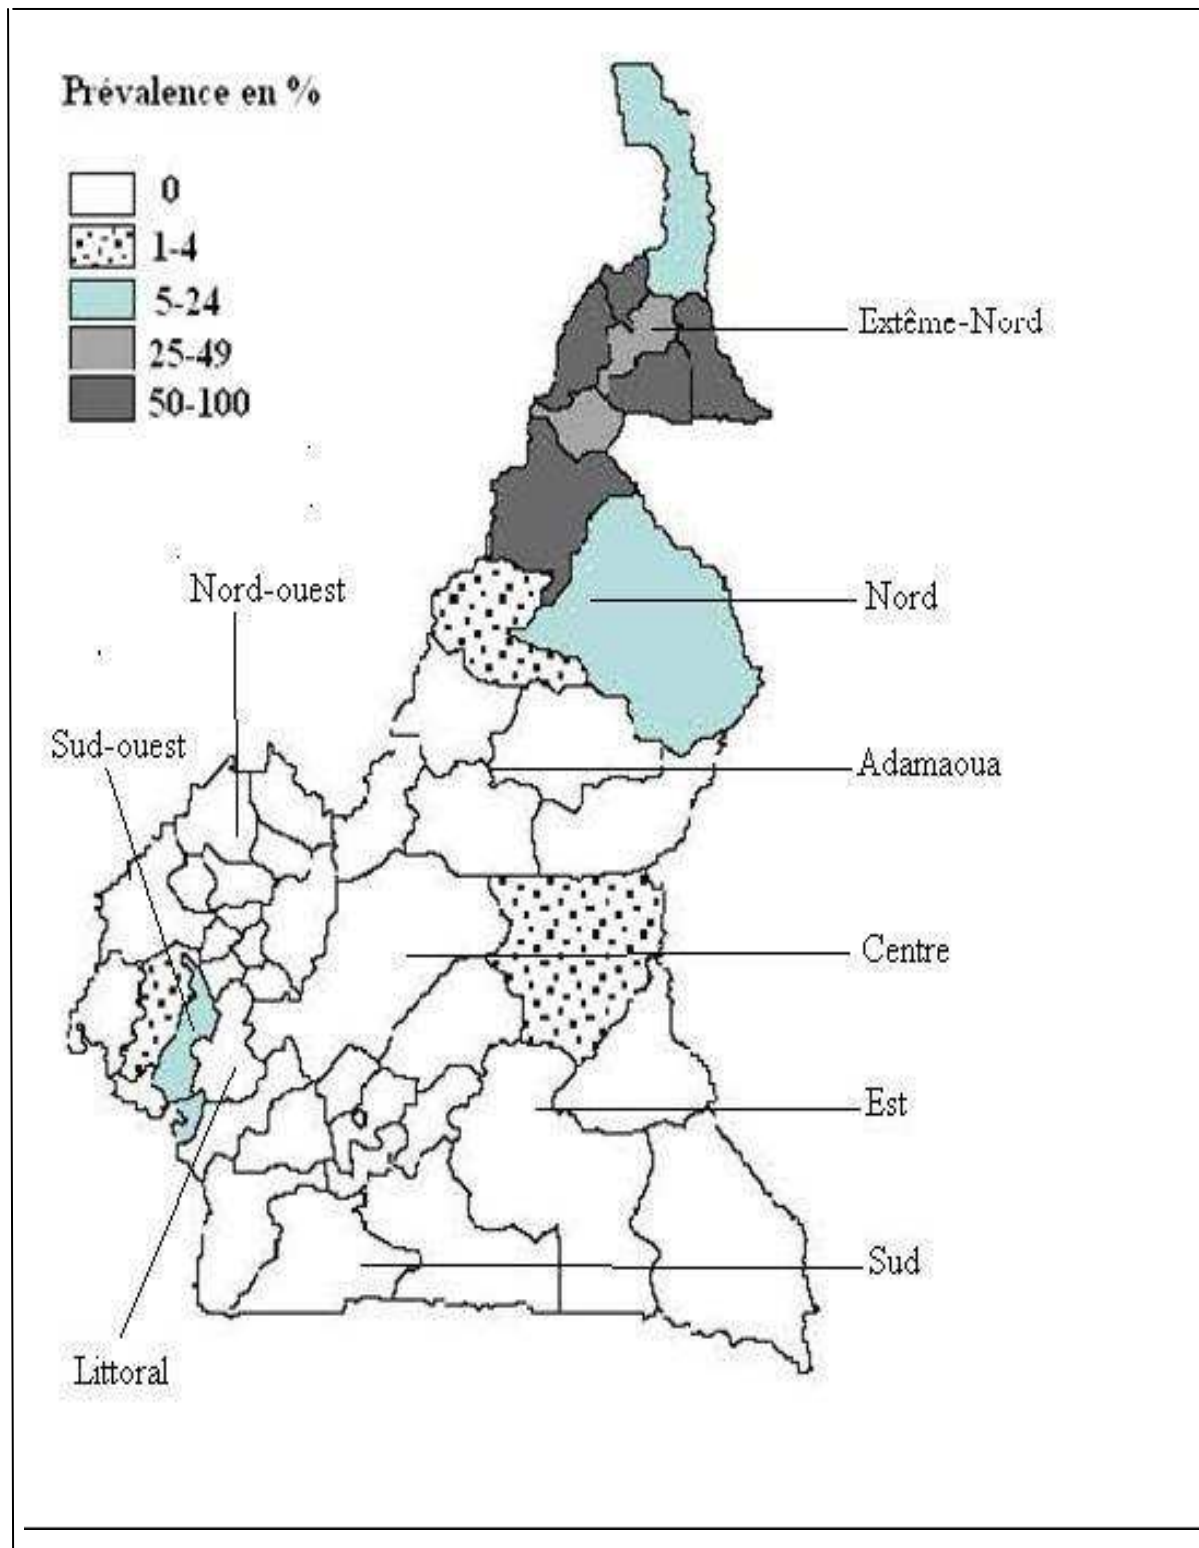 Prévalence en %
0
1-4
5-24
25-49
50-100
Extême-Nord
Nord-ouest
Nord
Sud-ouest
Adamaoua
Centre
Est
Sud
Littoral